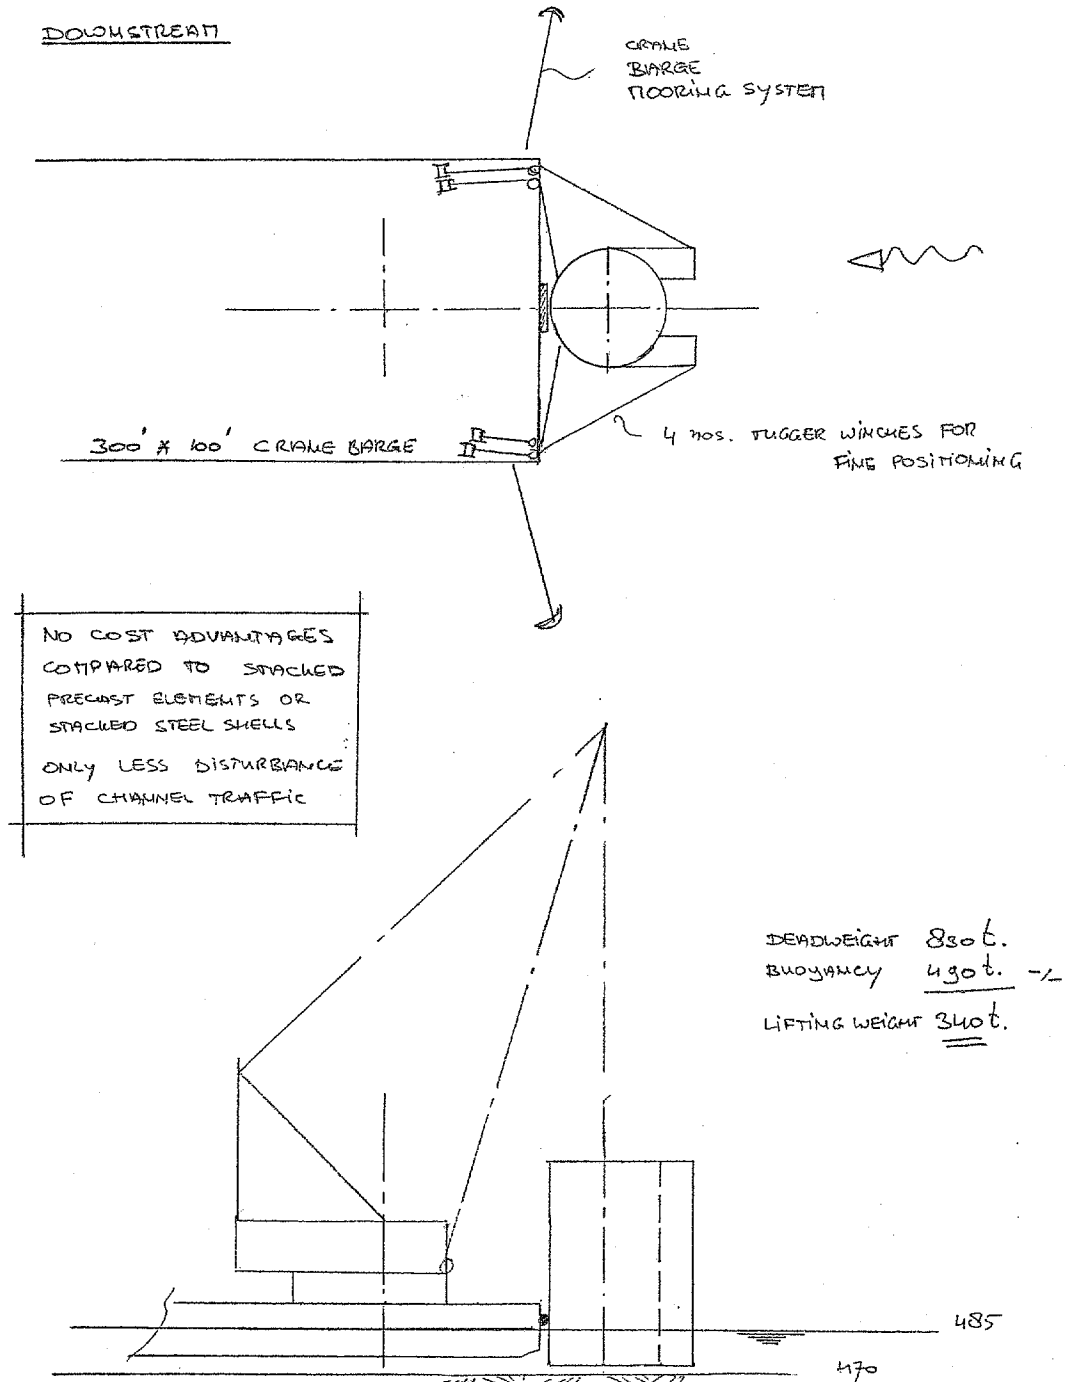 DOWNSTREAM
CRANE
BARGE
MOORING SYSTEM
300' x 100' CRANE BARGE
4 nos. TUGGER WINCHES FOR
FINE POSITIONING
NO COST ADVANTAGES
COMPARED TO STACKED
PRECAST ELEMENTS OR
STACKED STEEL SHELLS
ONLY LESS DISTURBANCE
OF CHANNEL TRAFFIC
DEADWEIGHT 830t.
BUOYANCY 490t. -/-
LIFTING WEIGHT 340t.
485
470